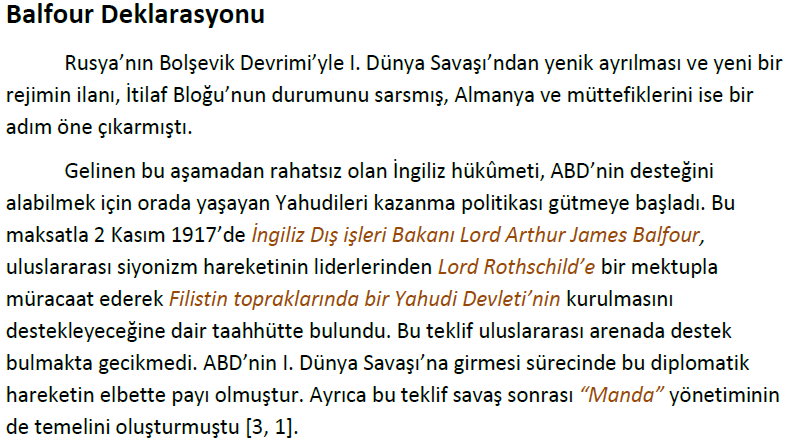 Balfour Deklarasyonu
Rusya’nın Bolşevik Devrimi’yle I. Dünya Savaşı’ndan yenik ayrılması ve yeni bir
rejimin ilanı, İtilaf Bloğu’nun durumunu sarsmış, Almanya ve müttefiklerini ise bir
adım öne çıkarmıştı.
Gelinen bu aşamadan rahatsız olan İngiliz hükûmeti, ABD’nin desteğini
alabilmek için orada yaşayan Yahudileri kazanma politikası gütmeye başladı. Bu
maksatla 2 Kasım 1917’de İngiliz Dış işleri Bakanı Lord Arthur James Balfour,
uluslararası siyonizm hareketinin liderlerinden Lord Rothschild’e bir mektupla
müracaat ederek Filistin topraklarında bir Yahudi Devleti’nin kurulmasını
destekleyeceğine dair taahhütte bulundu. Bu teklif uluslararası arenada destek
bulmakta gecikmedi. ABD’nin I. Dünya Savaşı’na girmesi sürecinde bu diplomatik
hareketin elbette payı olmuştur. Ayrıca bu teklif savaş sonrası “Manda” yönetiminin
de temelini oluşturmuştu [3, 1].